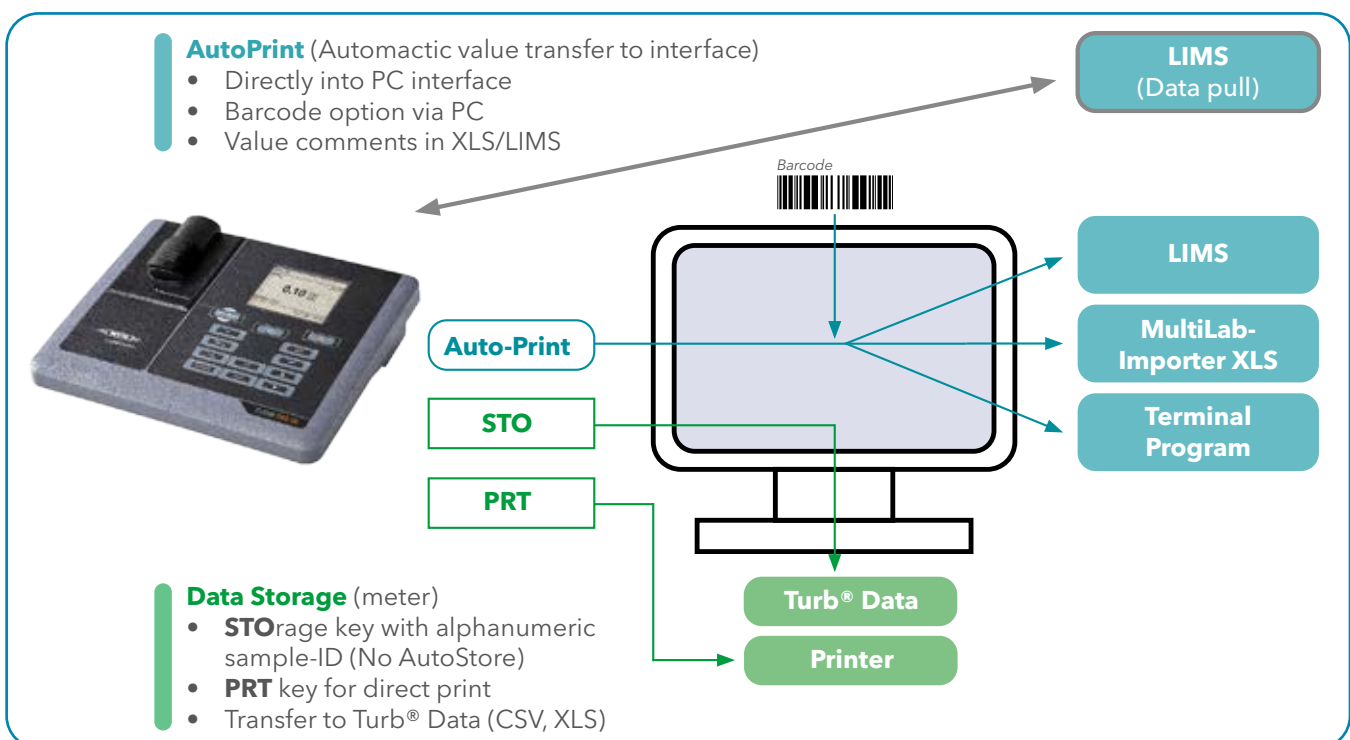 AutoPrint (Automactic value transfer to interface)
• Directly into PC interface
• Barcode option via PC
• Value comments in XLS/LIMS
LIMS
(Data pull)
Barcode
0.10
Auto-Print
STO
PRT
LIMS
MultiLab-
Importer XLS
Terminal
Program
Turb® Data
Printer
Data Storage (meter)
• STOrage key with alphanumeric
sample-ID (No AutoStore)
• PRT key for direct print
• Transfer to Turb® Data (CSV, XLS)